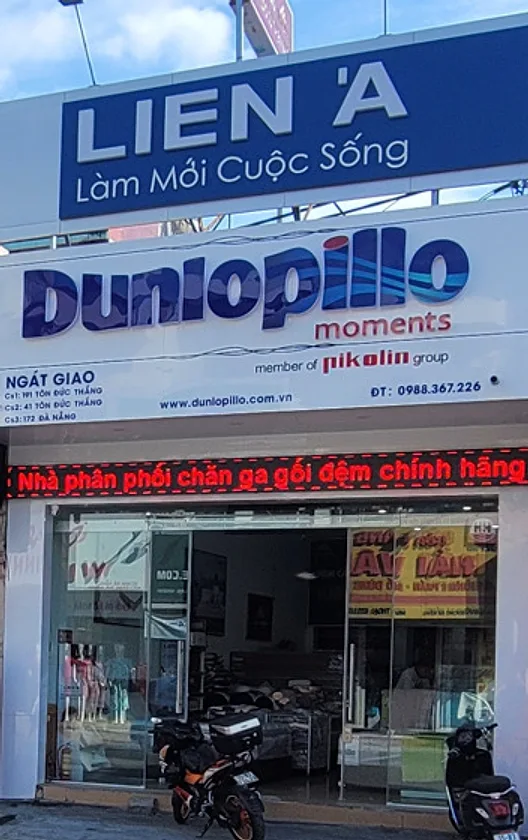 LIEN 'A
Làm Mới Cuộc Sống
Dunlopillo
moments
member of pikolin group
NGÁT GIAO
Cs1: 191 TÔN ĐỨC THẮNG
Cs2: 41 TÔN ĐỨC THẮNG
Cs3: 172 ĐÀ NẴNG
www.dunlopillo.com.vn
ĐT: 0988.367.226
Nhà phân phối chăn ga gối đệm chính hãng